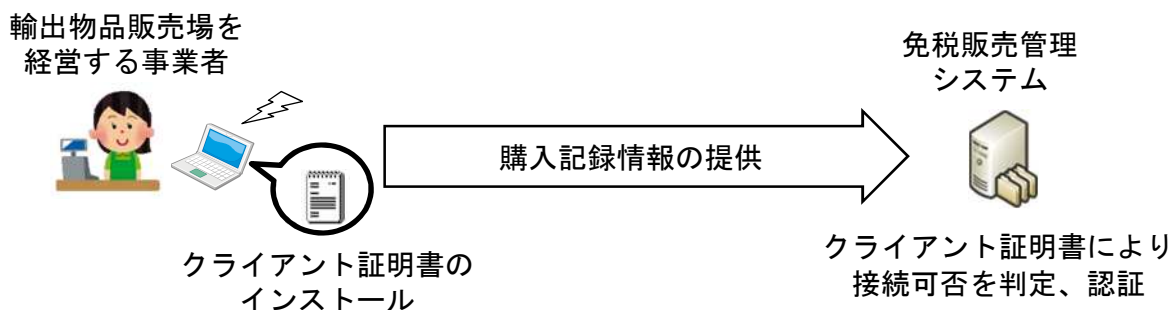 輸出物品販売場を
経営する事業者
免税販売管理
システム
購入記録情報の提供
クライアント証明書の
インストール
クライアント証明書により
接続可否を判定、認証